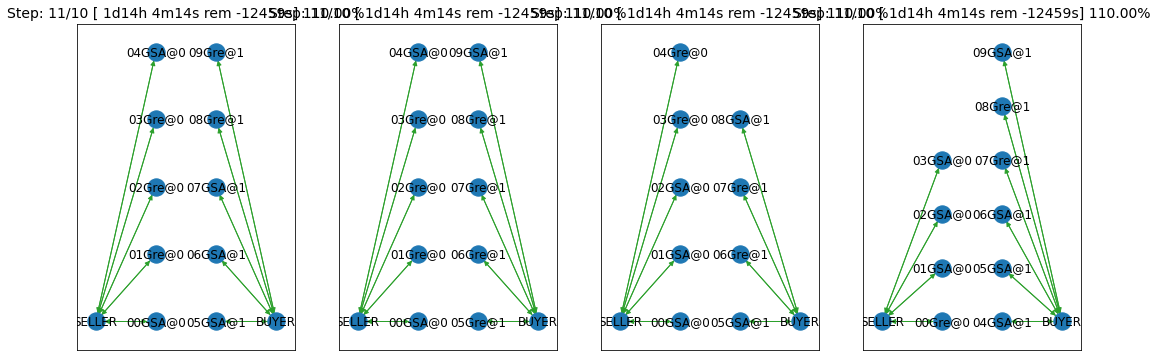 Step: 11/10 [ 1d14h 4m14s rem -12459s] 110.00%
04GSA@0 09Gre@1
03Gre@0 08Gre@1
02Gre@0 07GSA@1
01Gre@0 06GSA@1
SELLER 00GSA@0 05GSA@1 BUYER
Step: 11/10 [ 1d14h 4m14s rem -12459s] 110.00%
04GSA@0 09GSA@1
03Gre@0 08Gre@1
02Gre@0 07Gre@1
01Gre@0 06Gre@1
SELLER 00GSA@0 05Gre@1 BUYER
Step: 11/10 [ 1d14h 4m14s rem -12459s] 110.00%
04Gre@0
03Gre@0 08GSA@1
02GSA@0 07Gre@1
01GSA@0 06Gre@1
SELLER 00GSA@0 05GSA@1 BUYER
Step: 11/10 [ 1d14h 4m14s rem -12459s] 110.00%
09GSA@1
08Gre@1
03GSA@0 07Gre@1
02GSA@0 06GSA@1
01GSA@0 05GSA@1
SELLER 00Gre@0 04GSA@1 BUYER